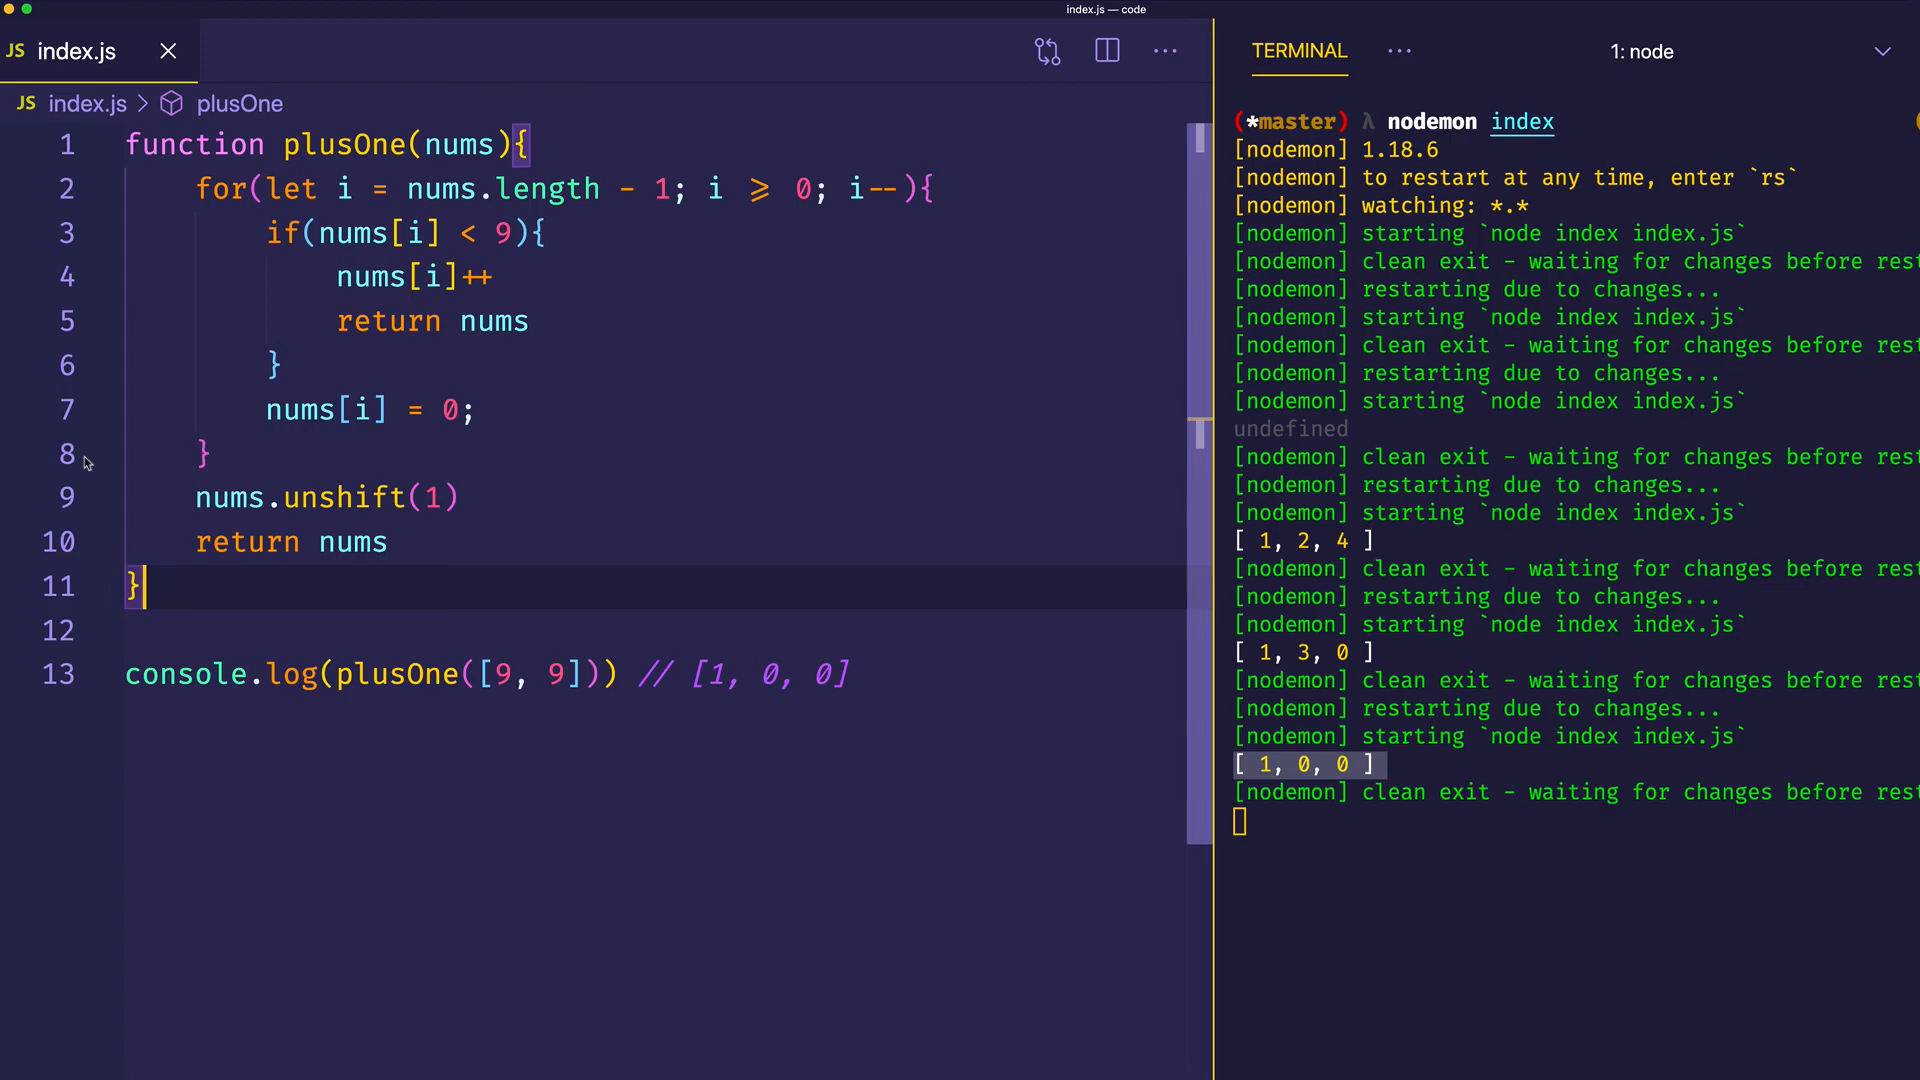 index.js — code
JS index.js
JS index.js > plusOne
1 function plusOne(nums){
2 for(let i = nums.length - 1; i >= 0; i--){
3 if(nums[i] < 9){
4 nums[i]++
5 return nums
6 }
7 nums[i] = 0;
8 }
9 nums.unshift(1)
10 return nums
11 }
12
13 console.log(plusOne([9, 9])) // [1, 0, 0]
TERMINAL ··· 1: node
(*master) λ nodemon index
[nodemon] 1.18.6
[nodemon] to restart at any time, enter `rs`
[nodemon] watching: *.*
[nodemon] starting `node index index.js`
[nodemon] clean exit - waiting for changes before rest
[nodemon] restarting due to changes...
[nodemon] starting `node index index.js`
[nodemon] clean exit - waiting for changes before rest
[nodemon] restarting due to changes...
[nodemon] starting `node index index.js`
undefined
[nodemon] clean exit - waiting for changes before rest
[nodemon] restarting due to changes...
[nodemon] starting `node index index.js`
[ 1, 2, 4 ]
[nodemon] clean exit - waiting for changes before rest
[nodemon] restarting due to changes...
[nodemon] starting `node index index.js`
[ 1, 3, 0 ]
[nodemon] clean exit - waiting for changes before rest
[nodemon] restarting due to changes...
[nodemon] starting `node index index.js`
[ 1, 0, 0 ]
[nodemon] clean exit - waiting for changes before rest